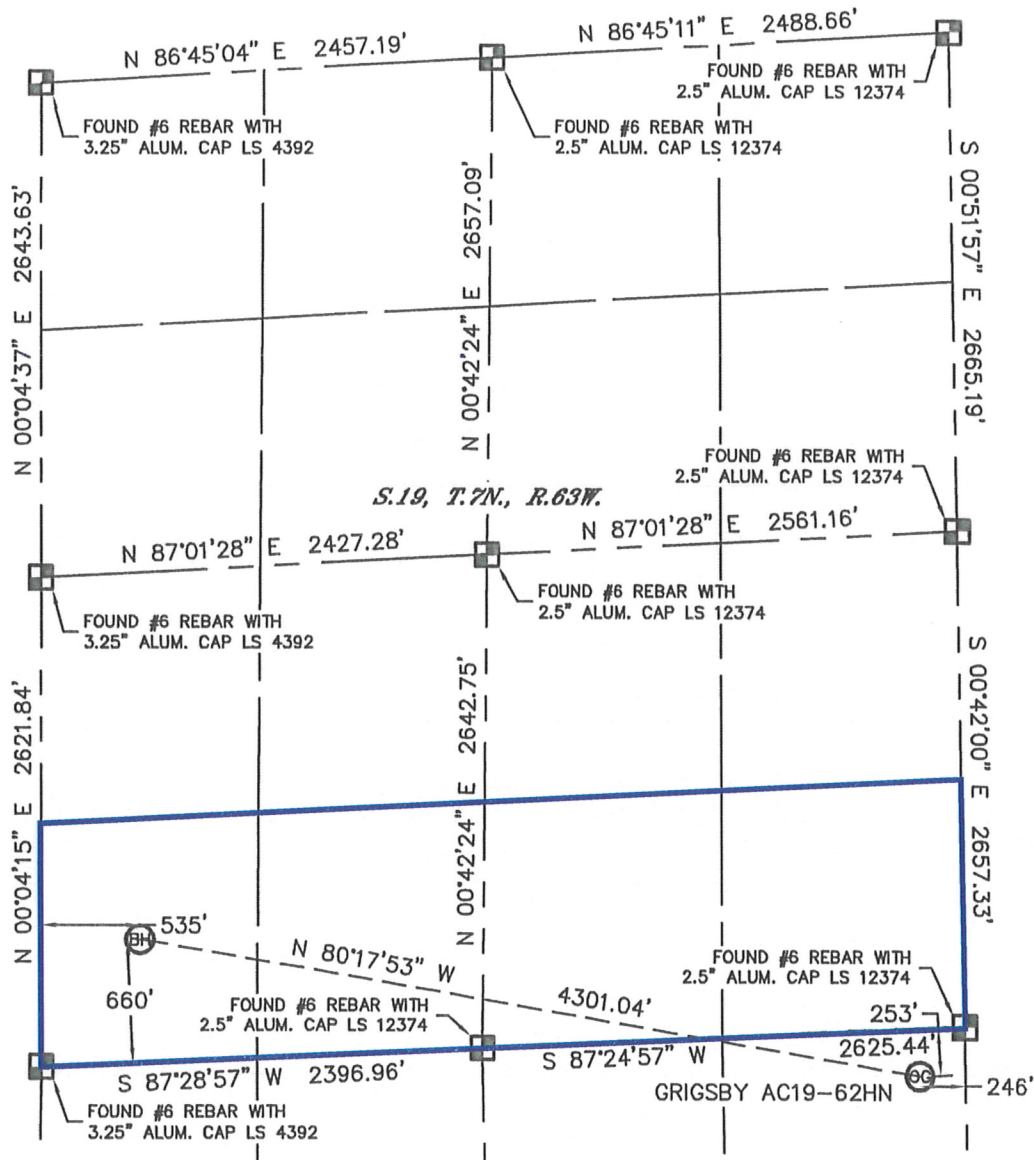 N 86°45'04" E 2457.19'
N 86°45'11" E 2488.66'
FOUND #6 REBAR WITH
2.5" ALUM. CAP LS 12374
FOUND #6 REBAR WITH
3.25" ALUM. CAP LS 4392
FOUND #6 REBAR WITH
2.5" ALUM. CAP LS 12374
N 00°04'37" E 2643.63'
N 00°42'24" E 2657.09'
S 00°51'57" E 2665.19'
S.19, T.7N., R.63W.
FOUND #6 REBAR WITH
2.5" ALUM. CAP LS 12374
N 87°01'28" E 2427.28'
N 87°01'28" E 2561.16'
FOUND #6 REBAR WITH
3.25" ALUM. CAP LS 4392
FOUND #6 REBAR WITH
2.5" ALUM. CAP LS 12374
N 00°04'15" E 2621.84'
N 00°42'24" E 2642.75'
S 00°42'00" E 2657.33'
535'
BH
N 80°17'53" W
4301.04'
660'
FOUND #6 REBAR WITH
2.5" ALUM. CAP LS 12374
FOUND #6 REBAR WITH
2.5" ALUM. CAP LS 12374
253'
S 87°28'57" W 2396.96'
S 87°24'57" W
2625.44'
OG
GRIGSBY AC19-62HN
246'
FOUND #6 REBAR WITH
3.25" ALUM. CAP LS 4392